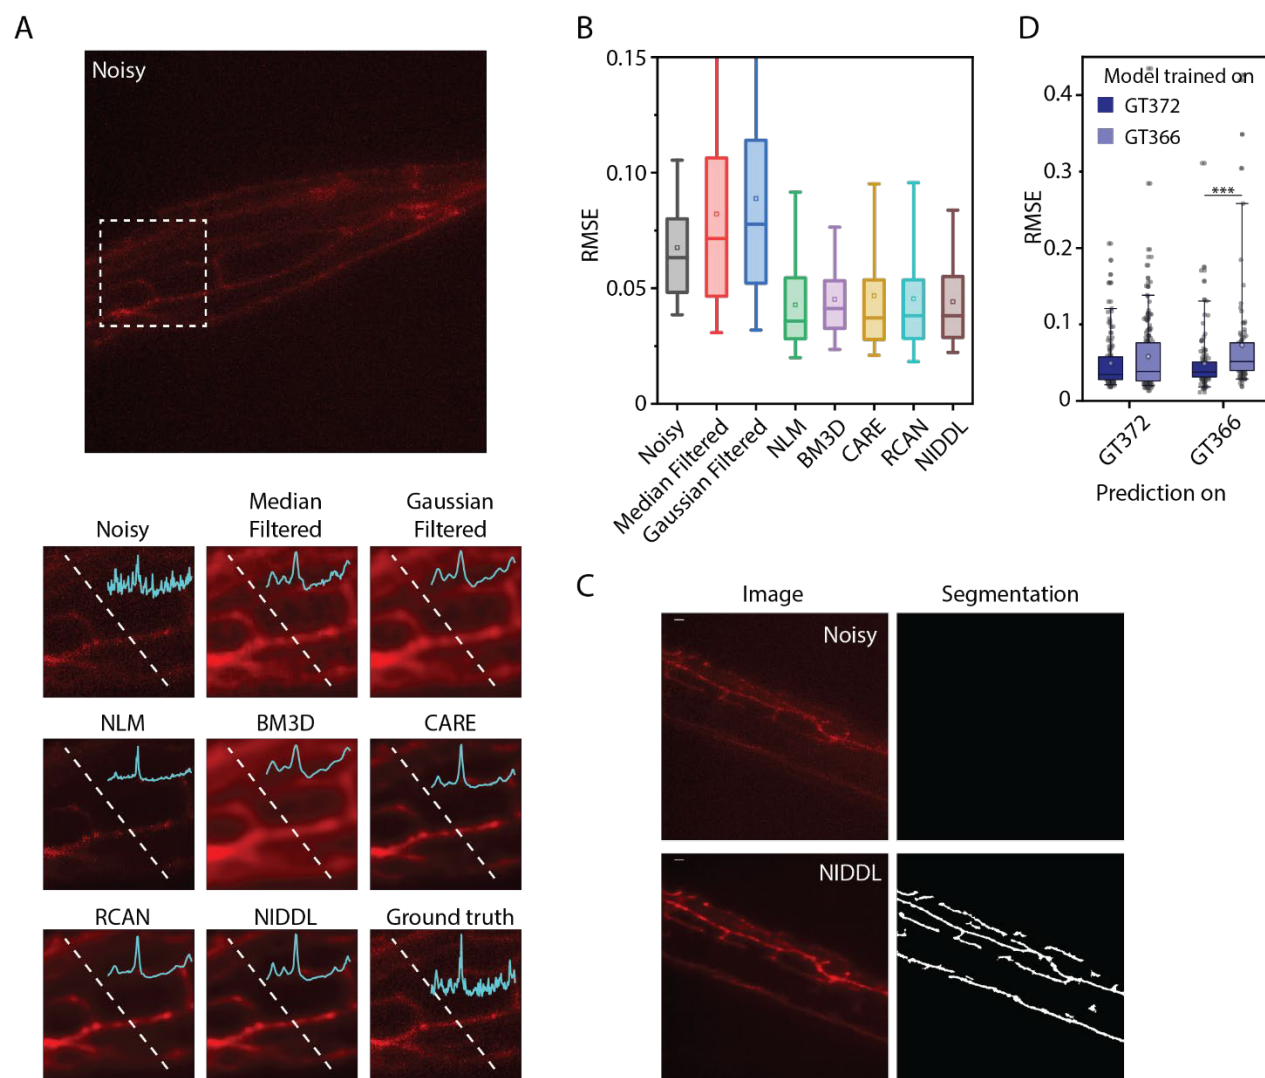 A
Noisy
Noisy
Median
Filtered
Gaussian
Filtered
NLM
BM3D
CARE
RCAN
NIDDL
Ground truth
B
0.15
0.10
0.05
0
RMSE
Noisy
Median Filtered
Gaussian Filtered
NLM
BM3D
CARE
RCAN
NIDDL
D
Model trained on
GT372
GT366
0.4
0.3
0.2
0.1
0
RMSE
***
GT372
GT366
Prediction on
C
Image
Segmentation
Noisy
NIDDL